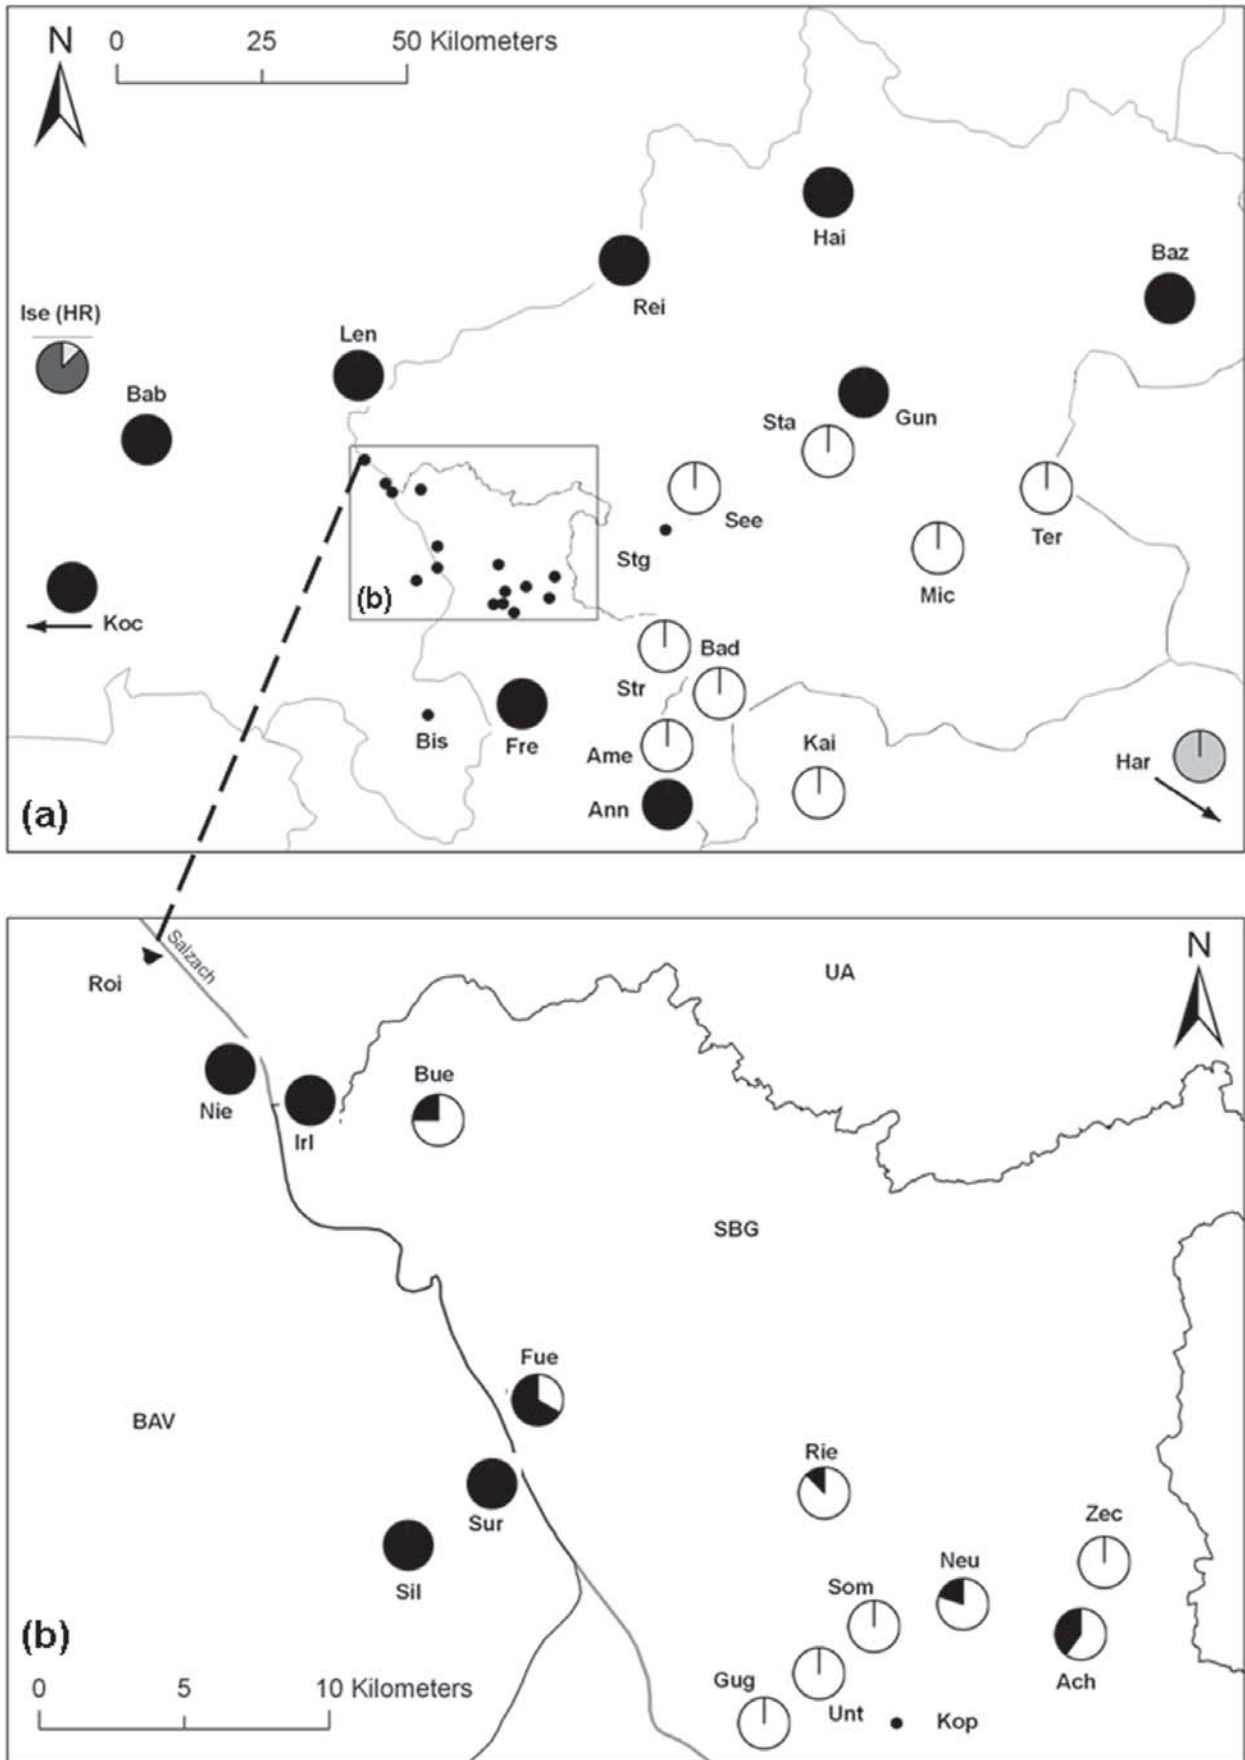 N
0 25 50 Kilometers
Hai
Baz
Rei
Ise (HR)
Len
Bab
Gun
Sta
See
Ter
Stg
Mic
(b)
Koc
Bad
Str
Bis
Fre
Ame
Kai
Har
Ann
(a)
Salzach
N
UA
Roi
Bue
Nie
Irl
SBG
Fue
BAV
Rie
Zec
Sur
Neu
Som
Sil
(b)
Gug
Ach
0 5 10 Kilometers
Unt
Kop